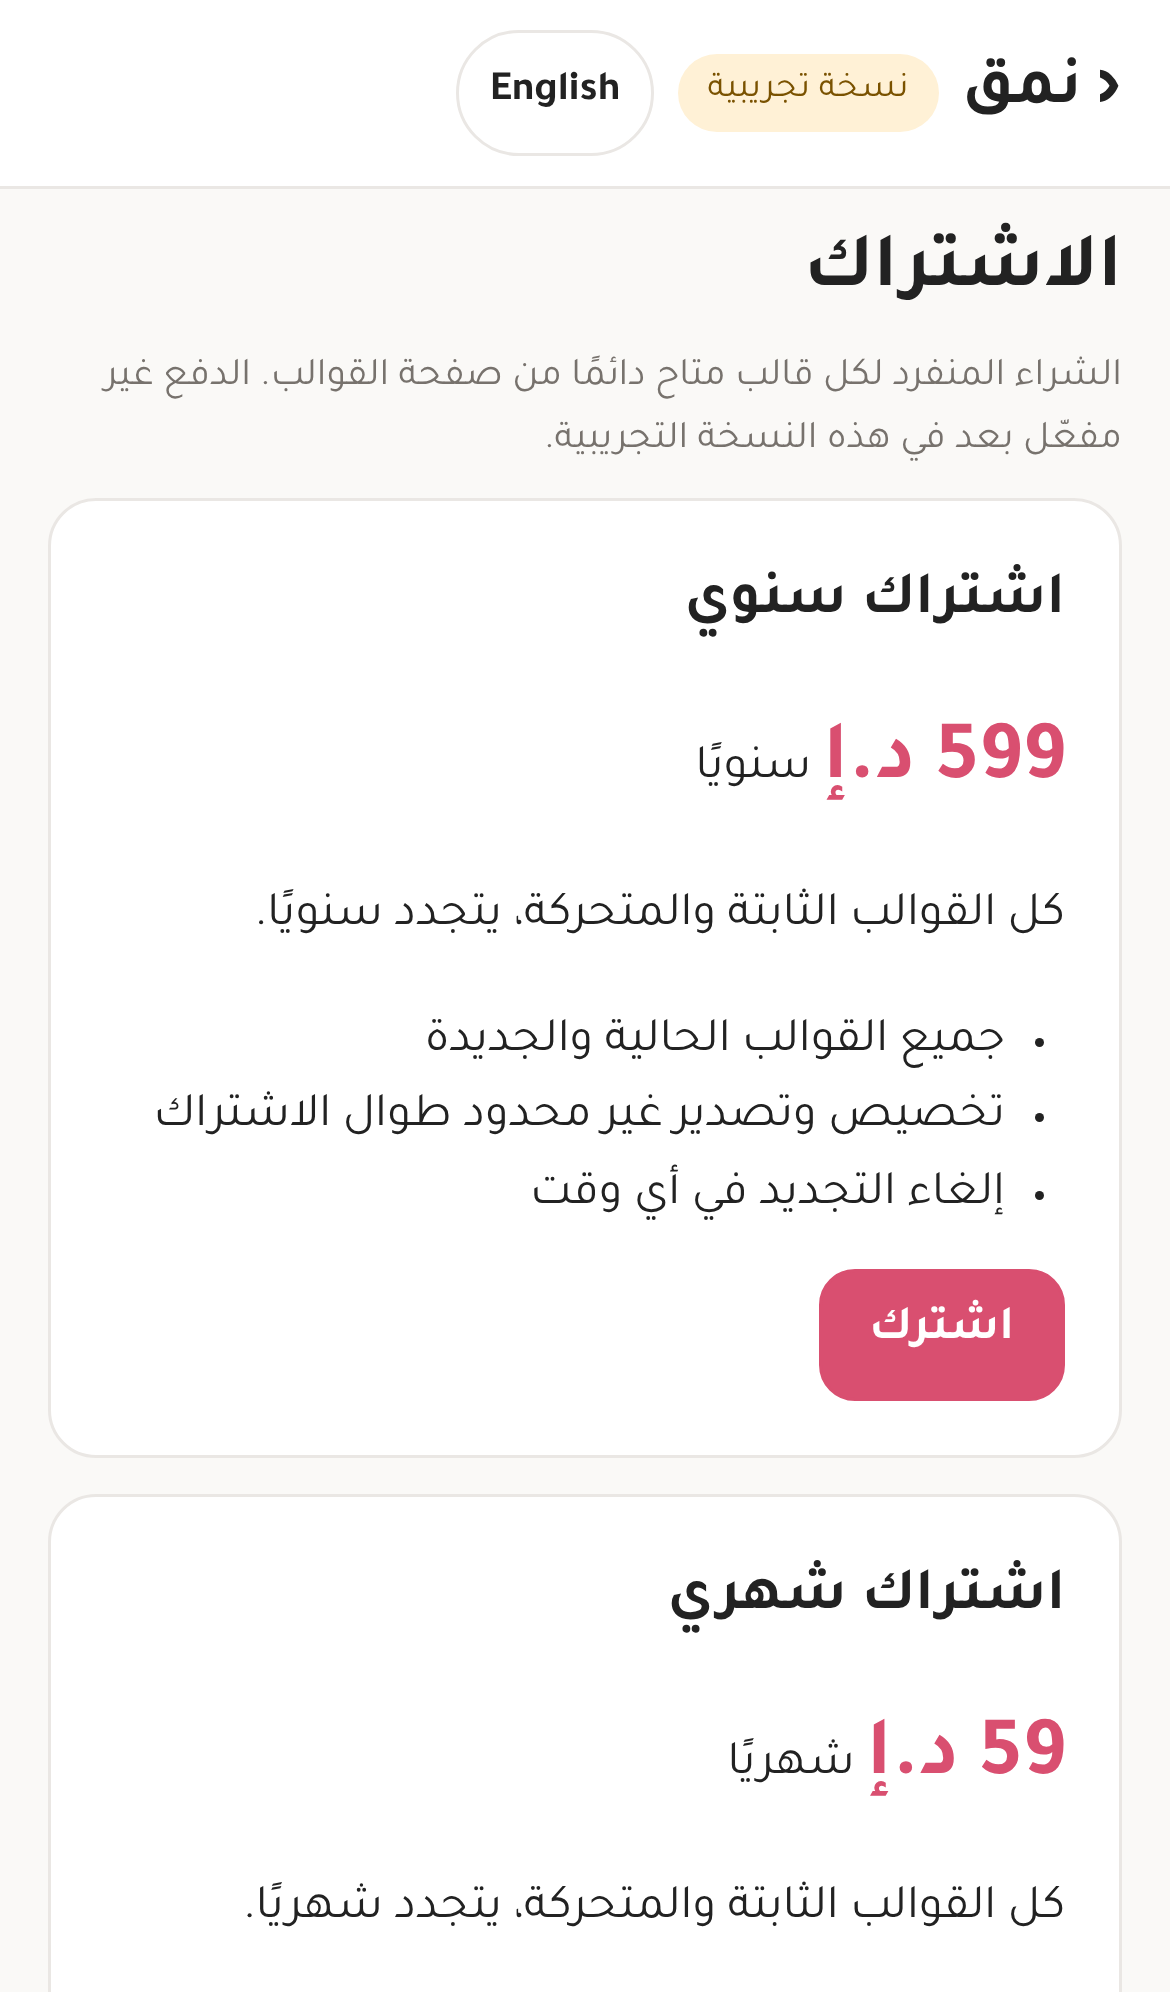 ‹ نمق نسخة تجريبية English
الاشتراك
الشراء المنفرد لكل قالب متاح دائمًا من صفحة القوالب. الدفع غير
مفعّل بعد في هذه النسخة التجريبية.
اشتراك سنوي
599 د.إ سنويًا
كل القوالب الثابتة والمتحركة، يتجدد سنويًا.
• جميع القوالب الحالية والجديدة
• تخصيص وتصدير غير محدود طوال الاشتراك
• إلغاء التجديد في أي وقت
اشترك
اشتراك شهري
59 د.إ شهريًا
كل القوالب الثابتة والمتحركة، يتجدد شهريًا.